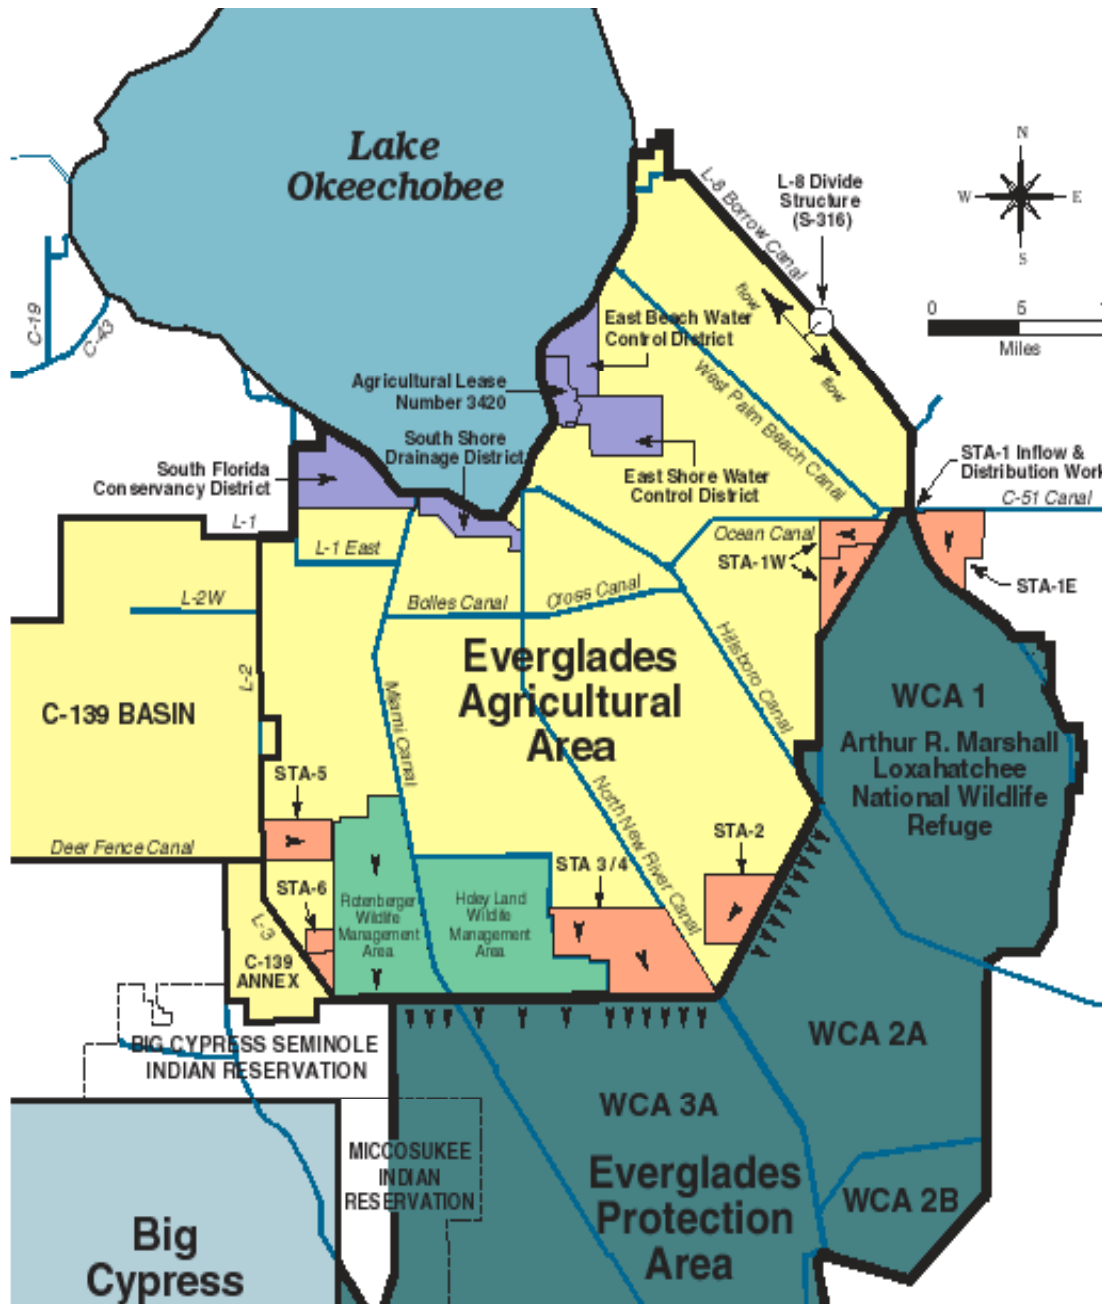 Lake
Okeechobee
N
W
E
S
L-8 Borrow Canal
L-8 Divide
Structure
(S-316)
flow
flow
0
5
Miles
C-19
C-43
East Beach Water
Control District
Agricultural Lease
Number 3420
West Palm Beach Canal
South Shore
Drainage District
East Shore Water
Control District
South Florida
Conservancy District
STA-1 Inflow &
Distribution Work
C-51 Canal
L-1
L-1 East
Ocean Canal
STA-1W
STA-1E
L-2W
Bolles Canal
Cross Canal
L-2
Hillsboro Canal
Everglades
Agricultural
Area
C-139 BASIN
Miami Canal
WCA 1
Arthur R. Marshall
Loxahatchee
National Wildlife
Refuge
STA-5
North New River Canal
STA-2
Deer Fence Canal
STA 3/4
STA-6
Rotenberger
Wildlife
Management
Area
Holey Land
Wildlife
Management
Area
L-3
C-139
ANNEX
BIG CYPRESS SEMINOLE
INDIAN RESERVATION
WCA 2A
WCA 3A
MICCOSUKEE
INDIAN
RESERVATION
Everglades
Protection
Area
WCA 2B
Big
Cypress